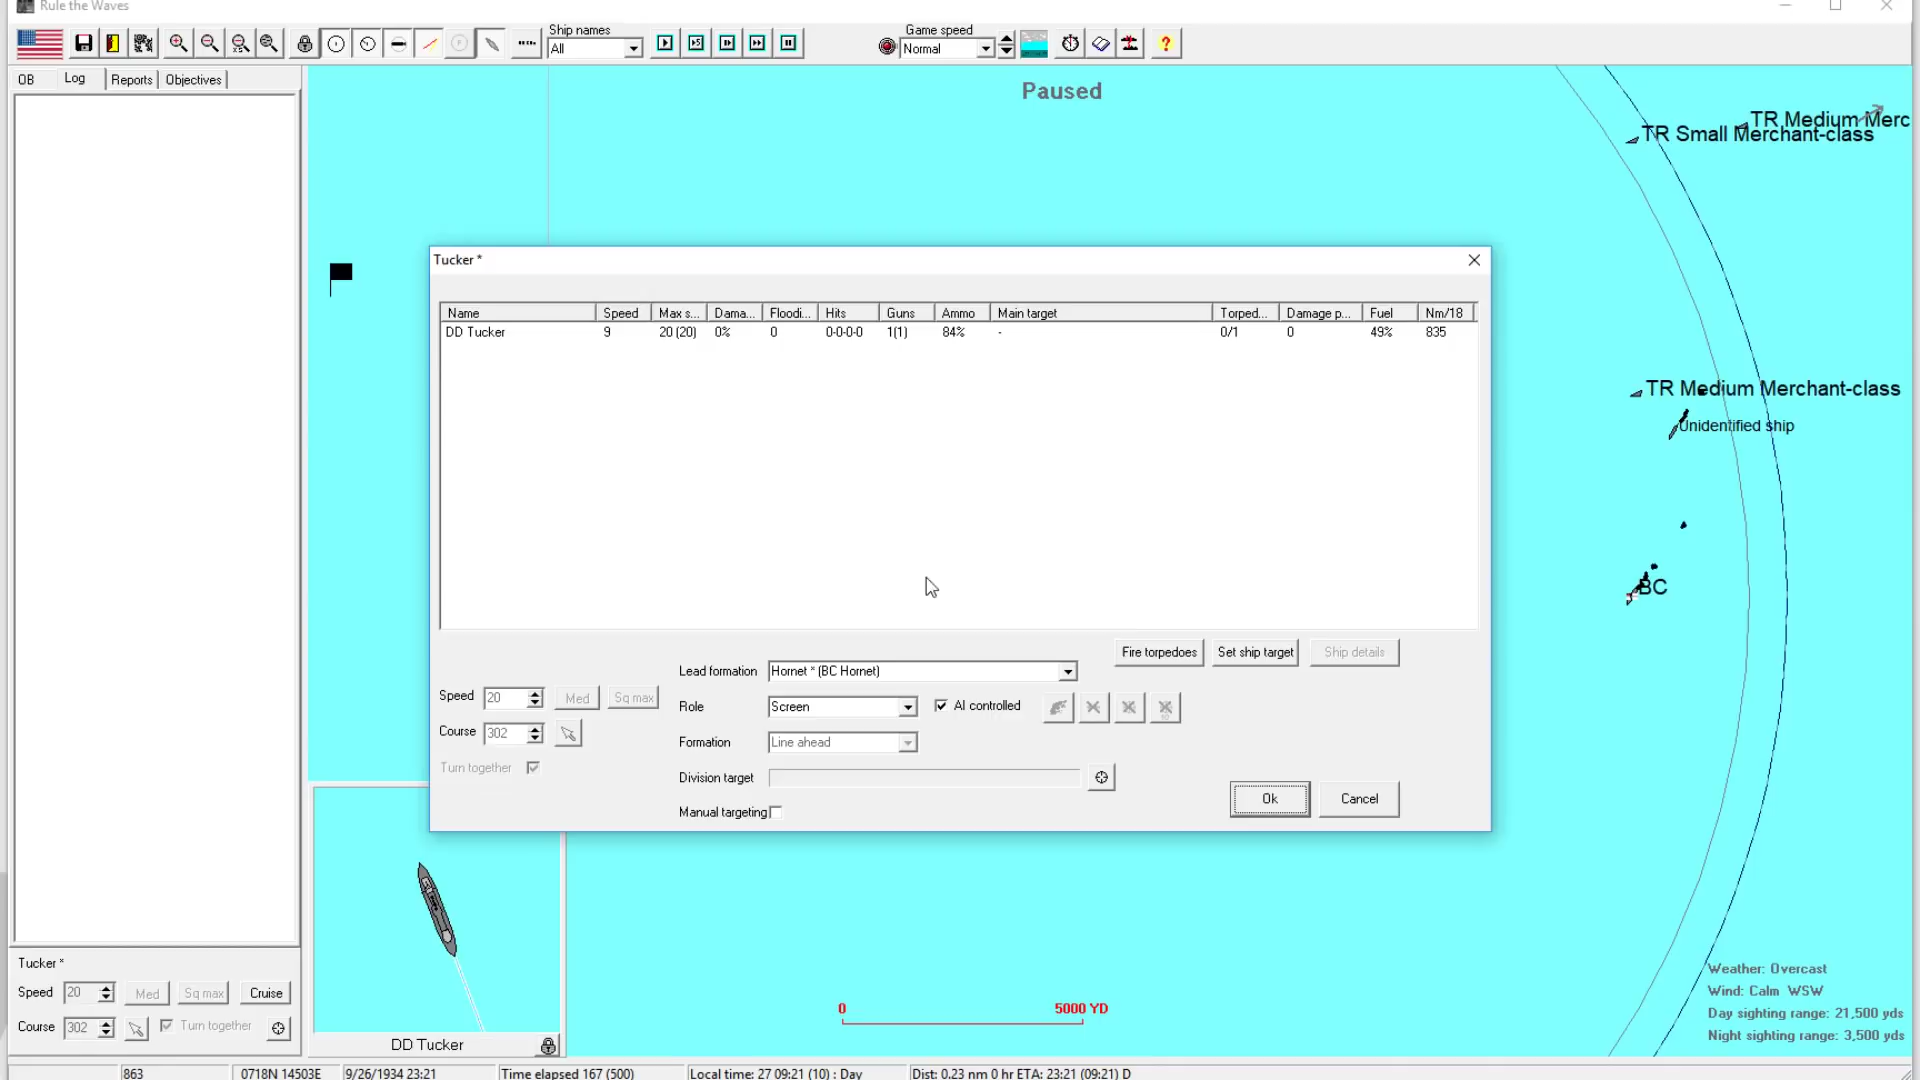 Rule the Waves
Ship names
All
Game speed
Normal
OB Log Reports Objectives
Paused
TR Medium Merc
TR Small Merchant-class
TR Medium Merchant-class
Unidentified ship
BC
Tucker *
Name Speed Max s... Dama... Floodi... Hits Guns Ammo Main target Torped... Damage p... Fuel Nm/18
DD Tucker 9 20 (20) 0% 0 0-0-0-0 1(1) 84% - 0/1 0 49% 835
Fire torpedoes Set ship target Ship details
Lead formation Hornet * (BC Hornet)
Speed 20 Med Sq max
Role Screen AI controlled
Course 302
Formation Line ahead
Turn together
Division target
Manual targeting
Ok Cancel
Tucker *
Speed 20 Med Sq max Cruise
Course 302 Turn together
DD Tucker
0 5000 YD
Weather: Overcast
Wind: Calm WSW
Day sighting range: 21,500 yds
Night sighting range: 3,500 yds
863 0718N 14503E 9/26/1934 23:21 Time elapsed 167 (500) Local time: 27 09:21 (10) : Day Dist: 0.23 nm 0 hr ETA: 23:21 (09:21) D